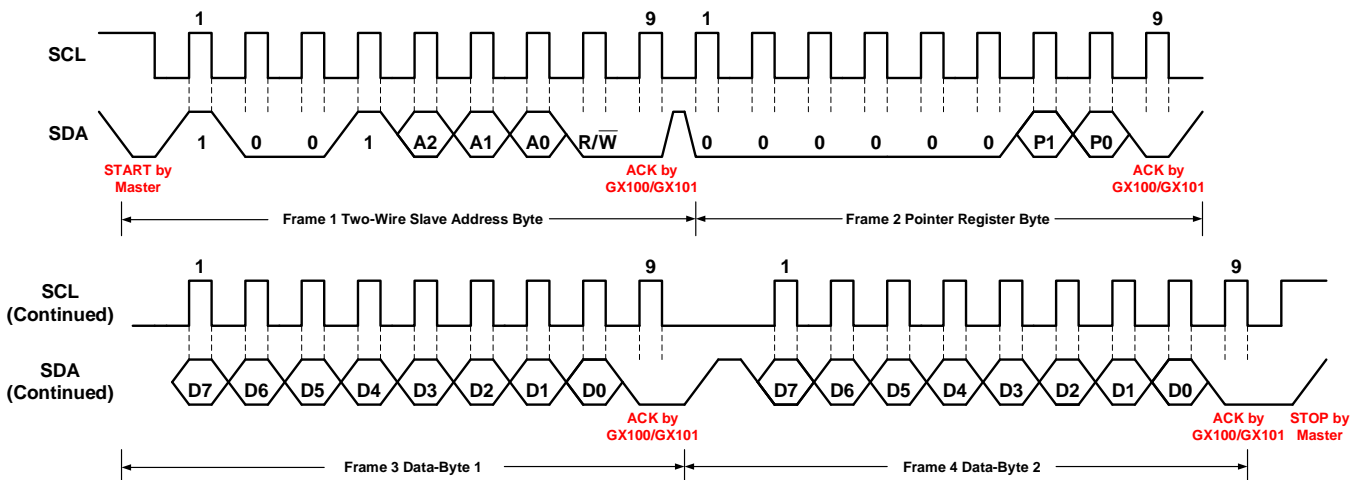 1 9 1 9
SCL
SDA
1 0 0 1 A2 A1 A0 R/W̅ 0 0 0 0 0 0 P1 P0
START by
Master
ACK by
GX100/GX101
ACK by
GX100/GX101
Frame 1 Two-Wire Slave Address Byte
Frame 2 Pointer Register Byte
1 9 1 9
SCL
(Continued)
SDA
(Continued)
D7 D6 D5 D4 D3 D2 D1 D0 D7 D6 D5 D4 D3 D2 D1 D0
ACK by
GX100/GX101
ACK by
GX100/GX101
STOP by
Master
Frame 3 Data-Byte 1
Frame 4 Data-Byte 2